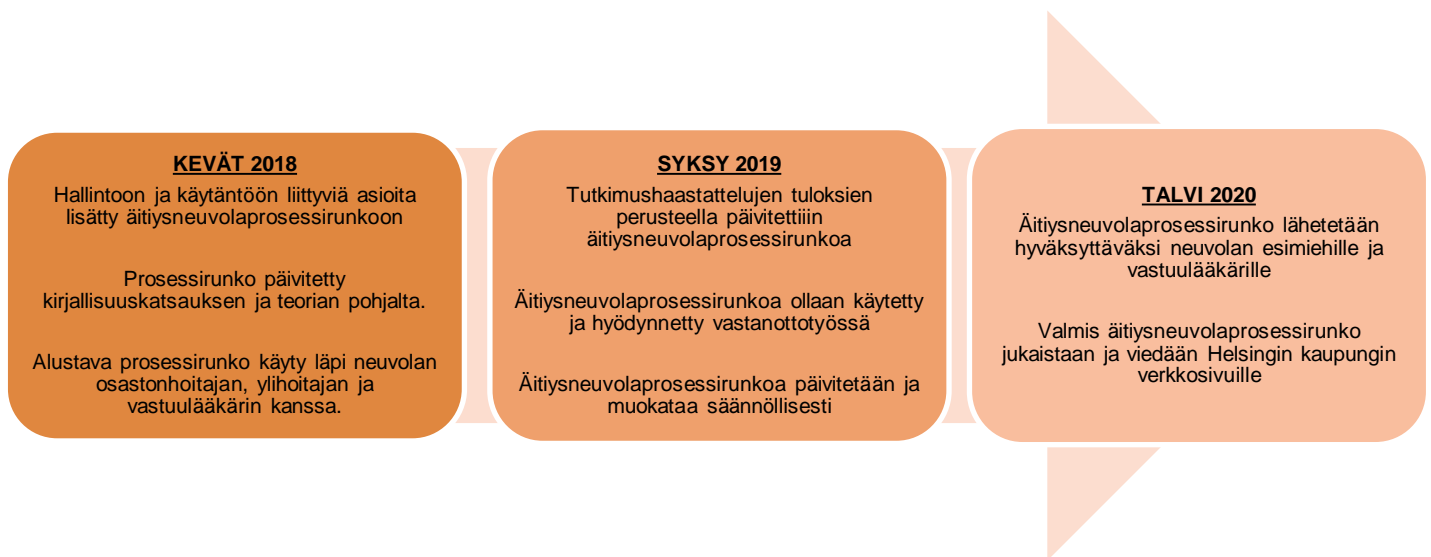 KEVÄT 2018
Hallintoon ja käytäntöön liittyviä asioita
lisätty äitiysneuvolaprosessirunkoon
Prosessirunko päivitetty
kirjallisuuskatsauksen ja teorian pohjalta.
Alustava prosessirunko käyty läpi neuvolan
osastonhoitajan, ylihoitajan ja
vastuulääkärin kanssa.
SYKSY 2019
Tutkimushaastattelujen tuloksien
perusteella päivitettiiin
äitiysneuvolaprosessirunkoa
Äitiysneuvolaprosessirunkoa ollaan käytetty
ja hyödynnetty vastanottotyössä
Äitiysneuvolaprosessirunkoa päivitetään ja
muokataa säännöllisesti
TALVI 2020
Äitiysneuvolaprosessirunko lähetetään
hyväksyttäväksi neuvolan esimiehille ja
vastuulääkärille
Valmis äitiysneuvolaprosessirunko
jukaistaan ja viedään Helsingin kaupungin
verkkosivuille